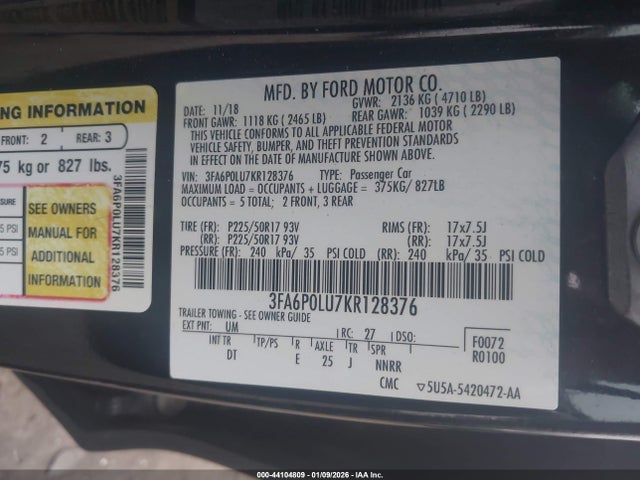 NG INFORMATION
FRONT: 2 REAR: 3
75 kg or 827 lbs.
SURE
5 PSI
5 PSI
SEE OWNERS
MANUAL FOR
ADDITIONAL
INFORMATION
3FA6P0LU7KR128376
MFD. BY FORD MOTOR CO.
DATE: 11/18 GVWR: 2136 KG ( 4710 LB)
FRONT GAWR: 1118 KG ( 2465 LB) REAR GAWR: 1039 KG ( 2290 LB)
THIS VEHICLE CONFORMS TO ALL APPLICABLE FEDERAL MOTOR
VEHICLE SAFETY, BUMPER, AND THEFT PREVENTION STANDARDS
IN EFFECT ON THE DATE OF MANUFACTURE SHOWN ABOVE.
VIN: 3FA6P0LU7KR128376 TYPE: Passenger Car
MAXIMUM LOAD = OCCUPANTS + LUGGAGE = 375KG/ 827LB
OCCUPANTS = 5 TOTAL; 2 FRONT, 3 REAR
TIRE (FR): P225/50R17 93V RIMS (FR): 17x7.5J
(RR): P225/50R17 93V (RR): 17x7.5J
PRESSURE (FR): 240 kPa/ 35 PSI COLD (RR): 240 kPa/ 35 PSI COLD
3FA6P0LU7KR128376
TRAILER TOWING - SEE OWNER GUIDE
EXT PNT: UM RC: 27 DSO: F0072
INT TR TP/PS R AXLE TR SPR R0100
DT E 25 J NNRR
CMC 5U5A-5420472-AA
000-44104809 - 01/09/2026 - IAA Inc.